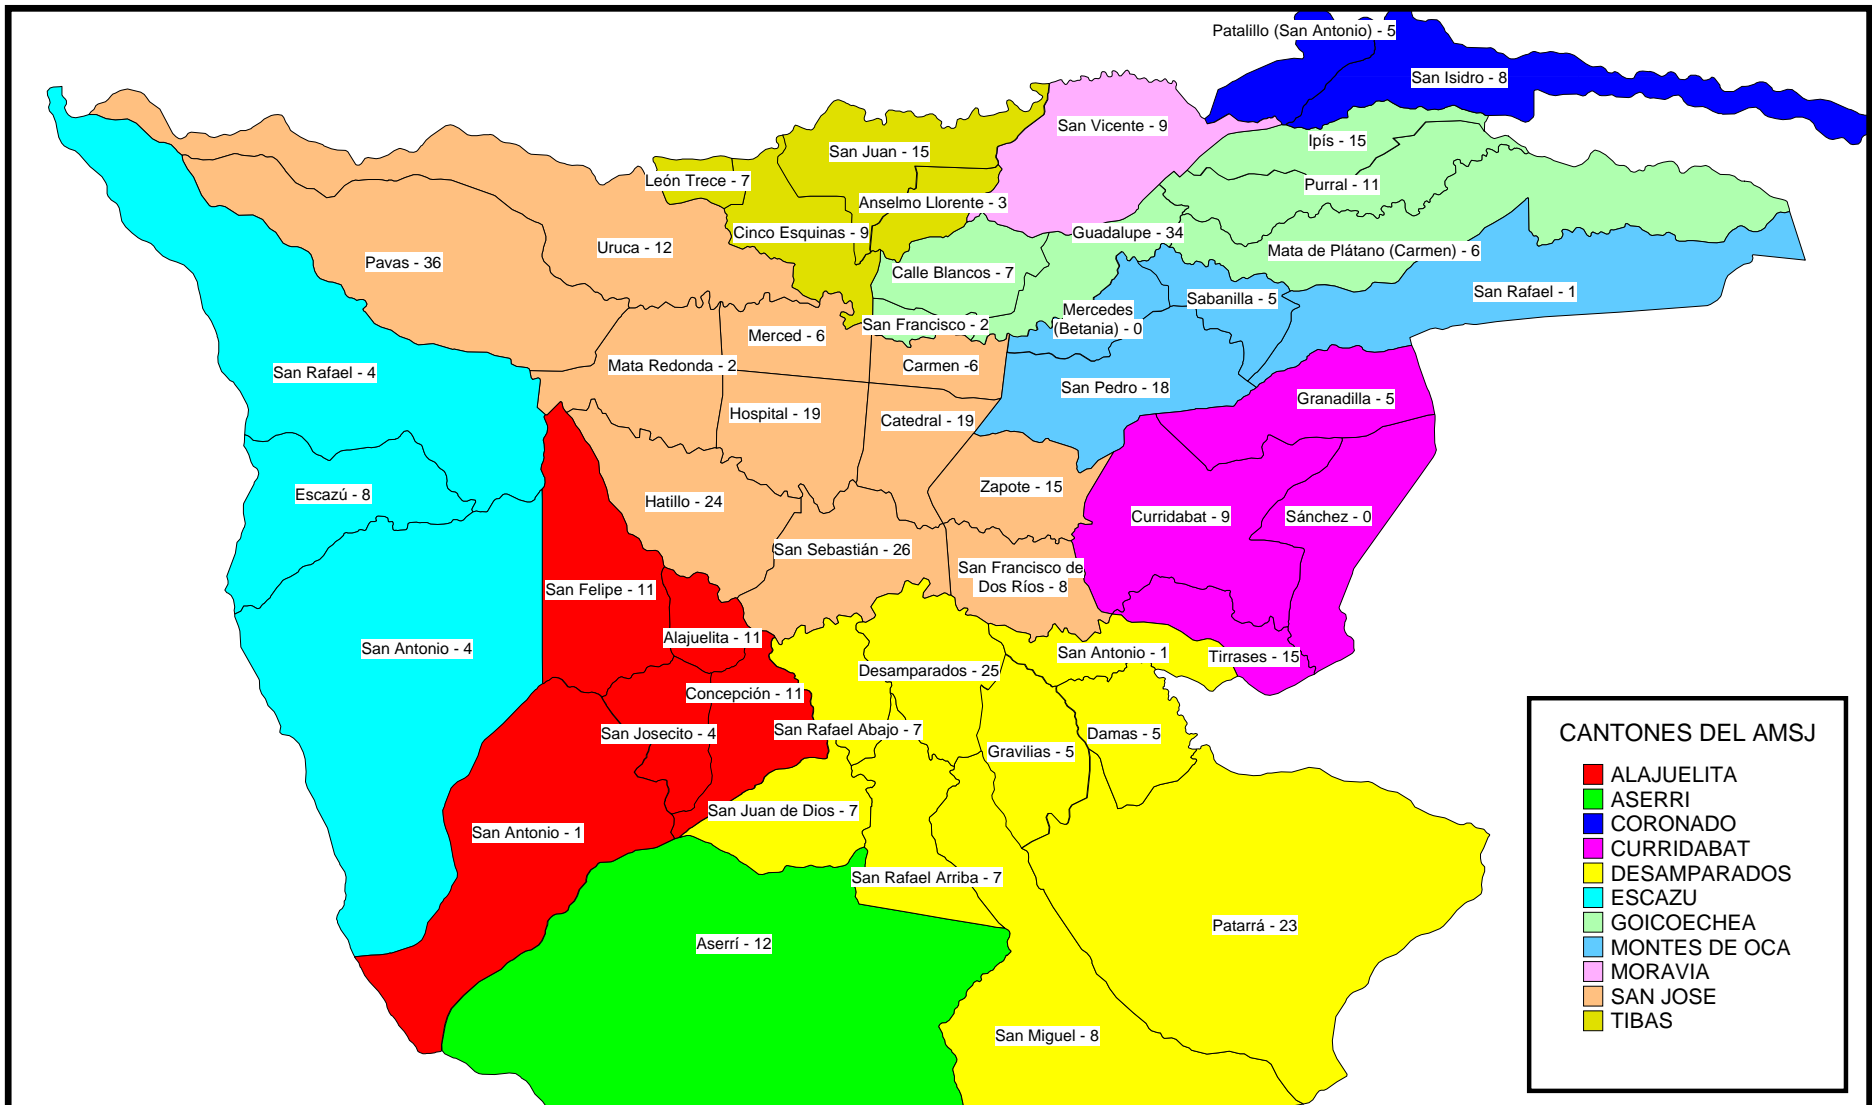 Patalillo (San Antonio) - 5
San Isidro - 8
San Vicente - 9
Ipís - 15
San Juan - 15
León Trece - 7
Purral - 11
Anselmo Llorente - 3
Cinco Esquinas - 9
Guadalupe - 34
Uruca - 12
Mata de Plátano (Carmen) - 6
Pavas - 36
Calle Blancos - 7
San Rafael - 1
Sabanilla - 5
Mercedes
(Betania) - 0
San Francisco - 2
Merced - 6
Mata Redonda - 2
Carmen -6
San Rafael - 4
San Pedro - 18
Granadilla - 5
Hospital - 19
Catedral - 19
Escazú - 8
Zapote - 15
Hatillo - 24
Curridabat - 9
Sánchez - 0
San Sebastián - 26
San Francisco de
Dos Ríos - 8
San Felipe - 11
Alajuelita - 11
San Antonio - 4
San Antonio - 1
Tirrases - 15
Desamparados - 25
Concepción - 11
San Josecito - 4
San Rafael Abajo - 7
Damas - 5
Gravilias - 5
San Juan de Dios - 7
San Antonio - 1
San Rafael Arriba - 7
Patarrá - 23
Aserrí - 12
San Miguel - 8
CANTONES DEL AMSJ
ALAJUELITA
ASERRI
CORONADO
CURRIDABAT
DESAMPARADOS
ESCAZU
GOICOECHEA
MONTES DE OCA
MORAVIA
SAN JOSE
TIBAS